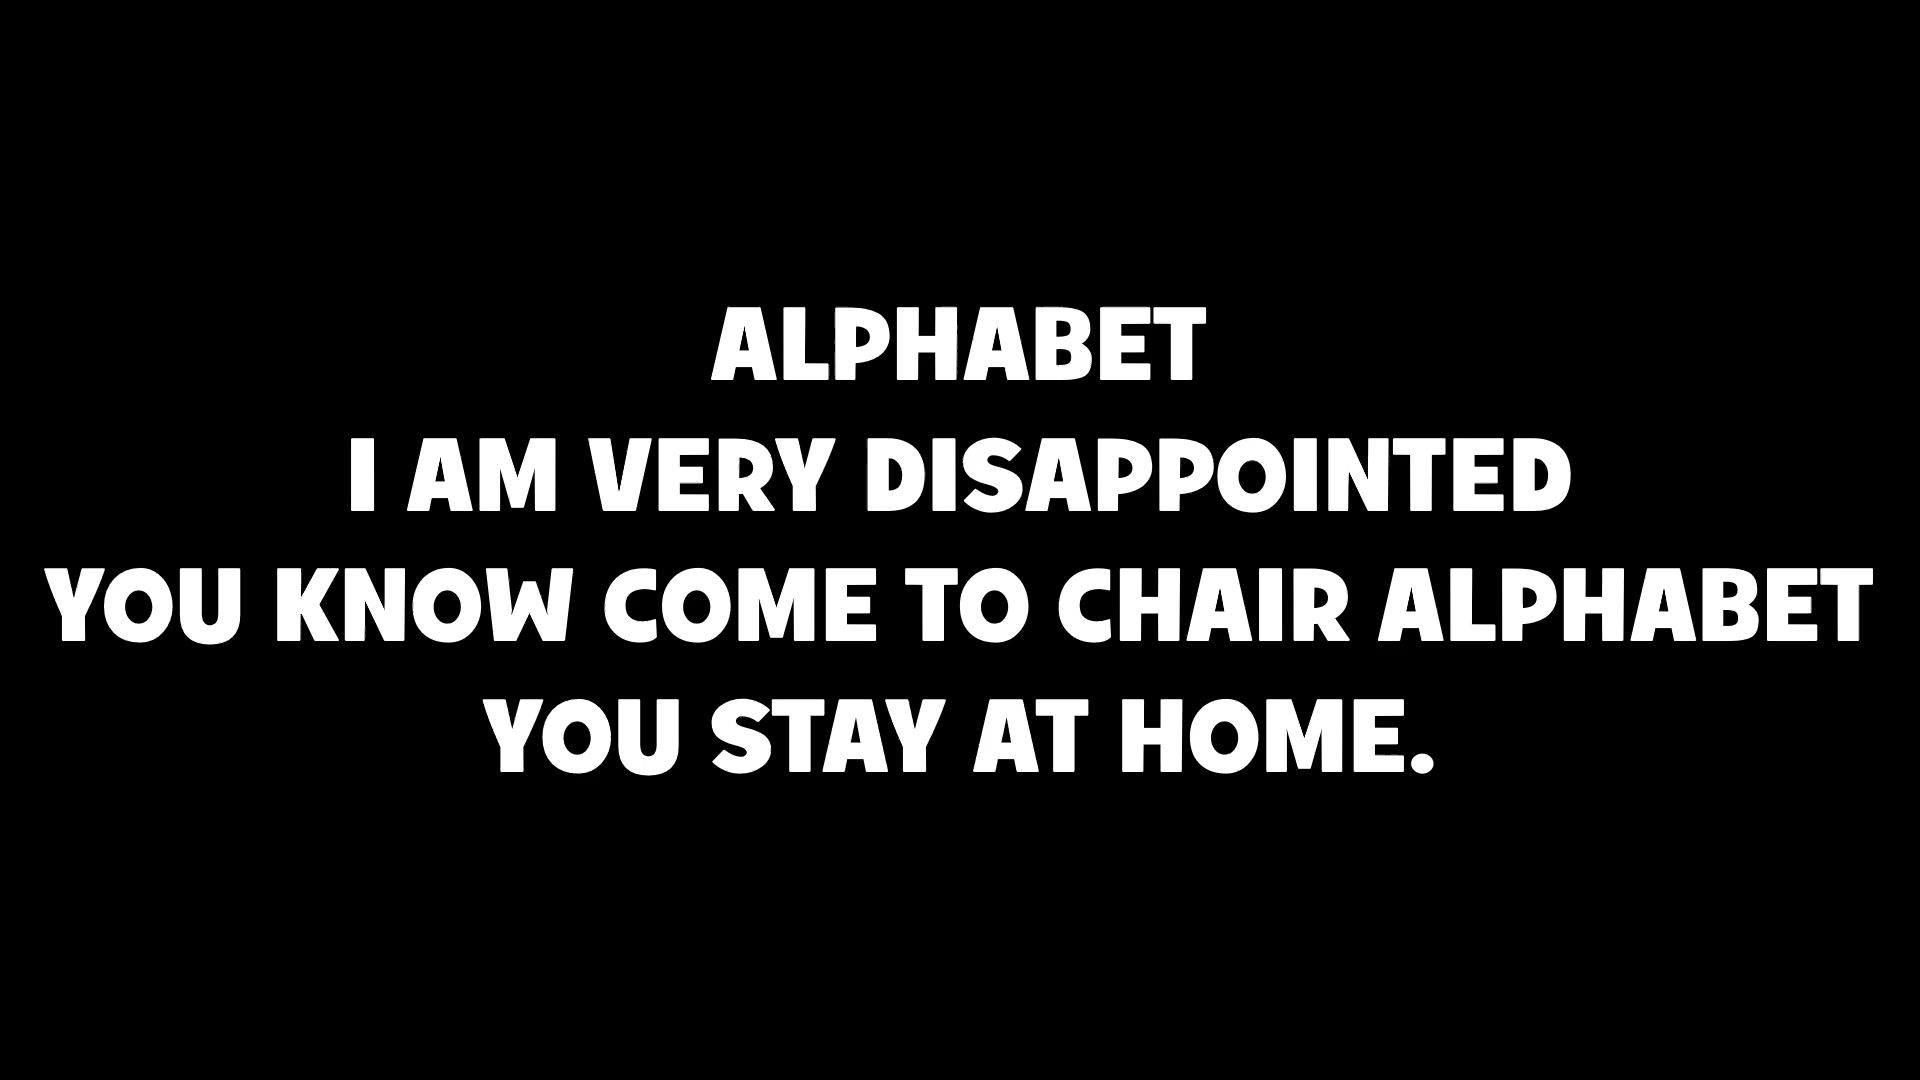 ALPHABET
I AM VERY DISAPPOINTED
YOU KNOW COME TO CHAIR ALPHABET
YOU STAY AT HOME.